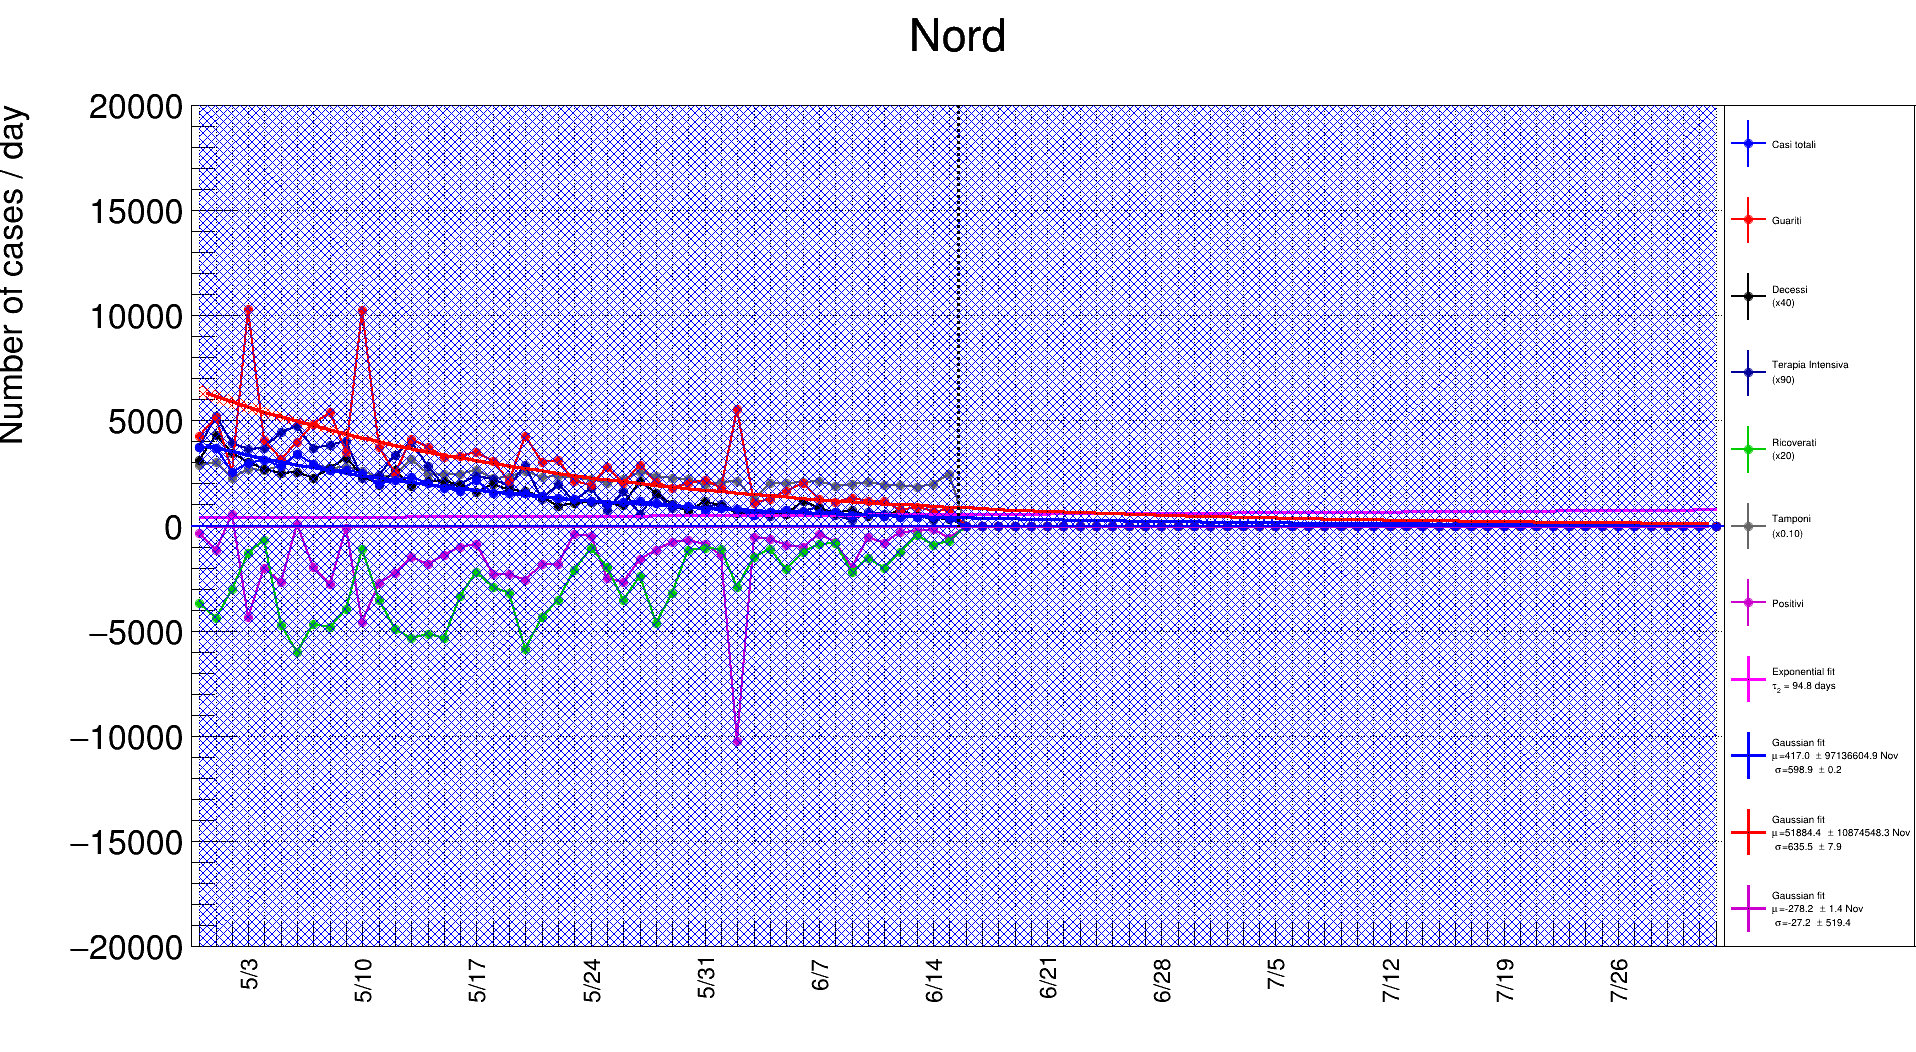 Nord
Number of cases / day
20000
15000
10000
5000
0
−5000
−10000
−15000
−20000
5/3
5/10
5/17
5/24
5/31
6/7
6/14
6/21
6/28
7/5
7/12
7/19
7/26
Casi totali
Guariti
Decessi
(x40)
Terapia Intensiva
(x90)
Ricoverati
(x20)
Tamponi
(x0.10)
Positivi
Exponential fit
τ2 = 94.8 days
Gaussian fit
μ=417.0 ± 97136604.9 Nov
σ=598.9 ± 0.2
Gaussian fit
μ=51884.4 ± 10874548.3 Nov
σ=635.5 ± 7.9
Gaussian fit
μ=-278.2 ± 1.4 Nov
σ=-27.2 ± 519.4